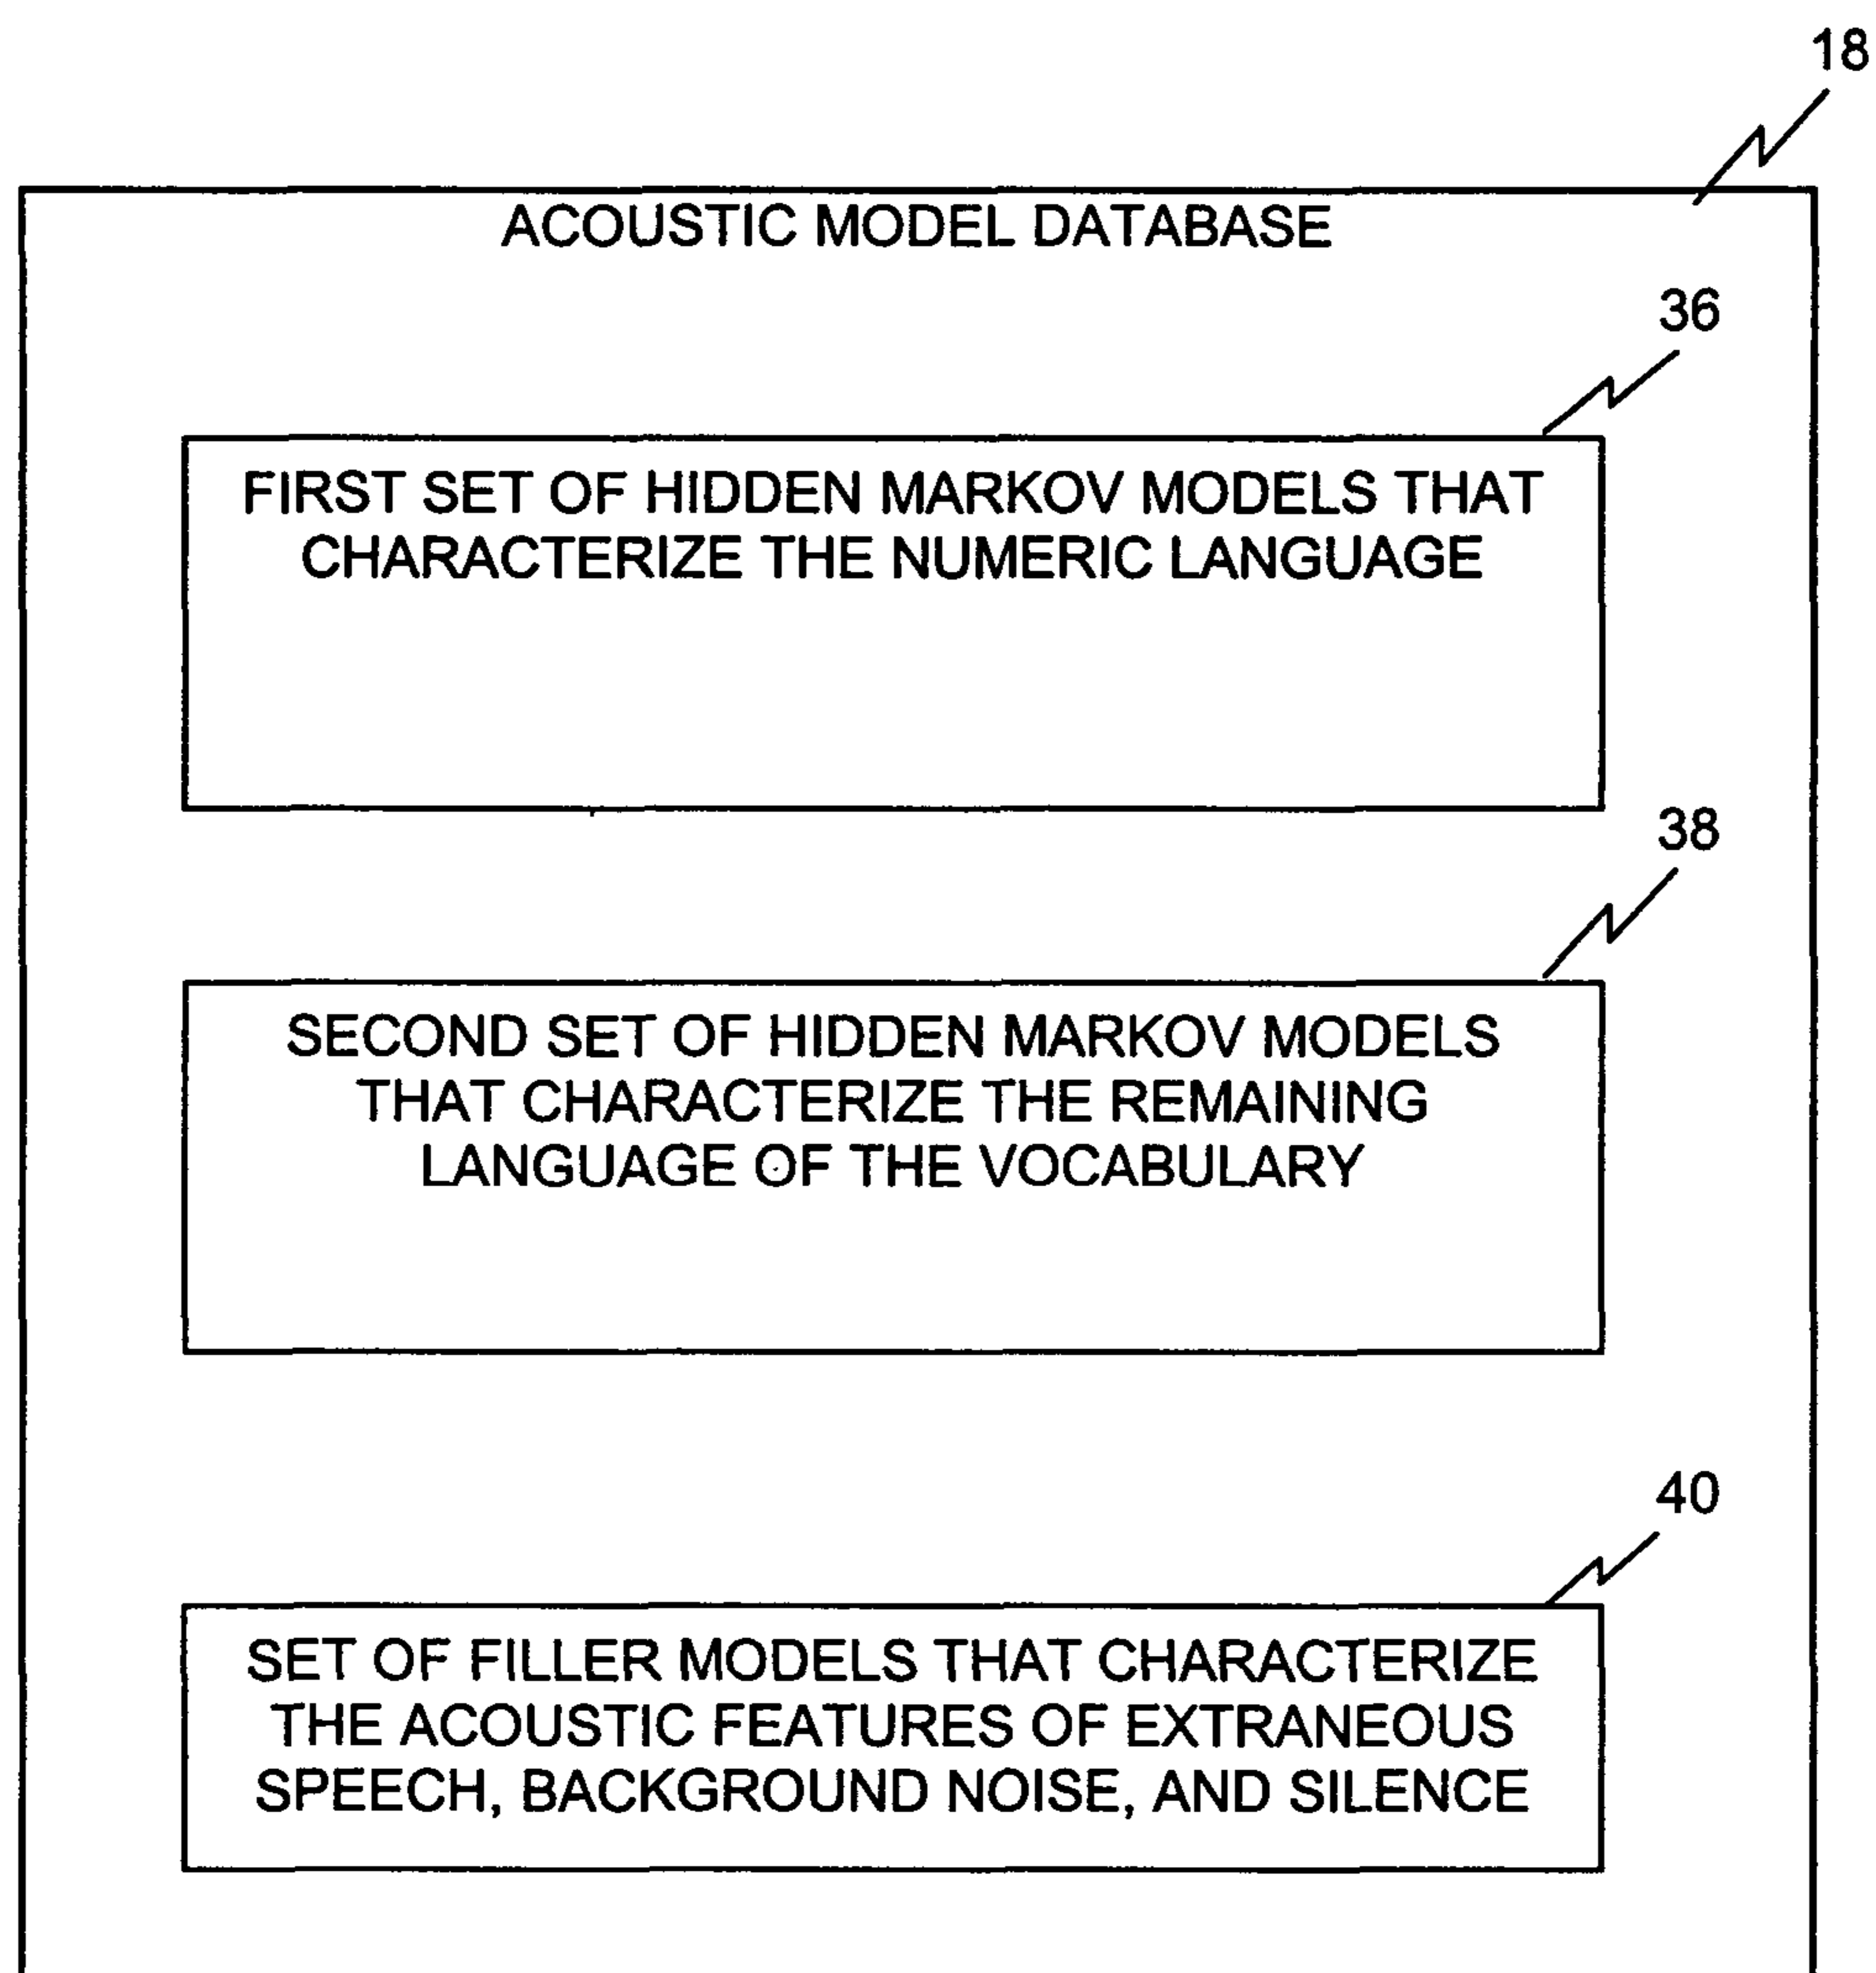 18
ACOUSTIC MODEL DATABASE
36
FIRST SET OF HIDDEN MARKOV MODELS THAT
CHARACTERIZE THE NUMERIC LANGUAGE
38
SECOND SET OF HIDDEN MARKOV MODELS
THAT CHARACTERIZE THE REMAINING
LANGUAGE OF THE VOCABULARY
40
SET OF FILLER MODELS THAT CHARACTERIZE
THE ACOUSTIC FEATURES OF EXTRANEOUS
SPEECH, BACKGROUND NOISE, AND SILENCE